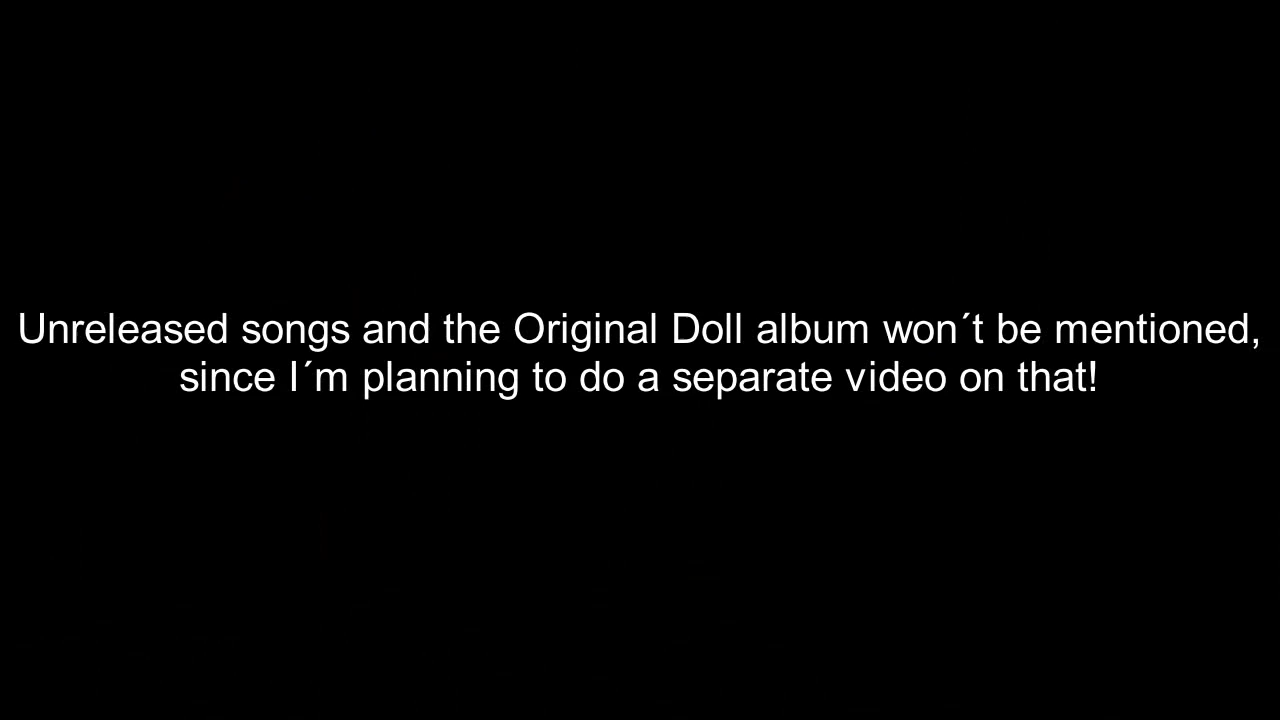 Unreleased songs and the Original Doll album won´t be mentioned,
since I´m planning to do a separate video on that!